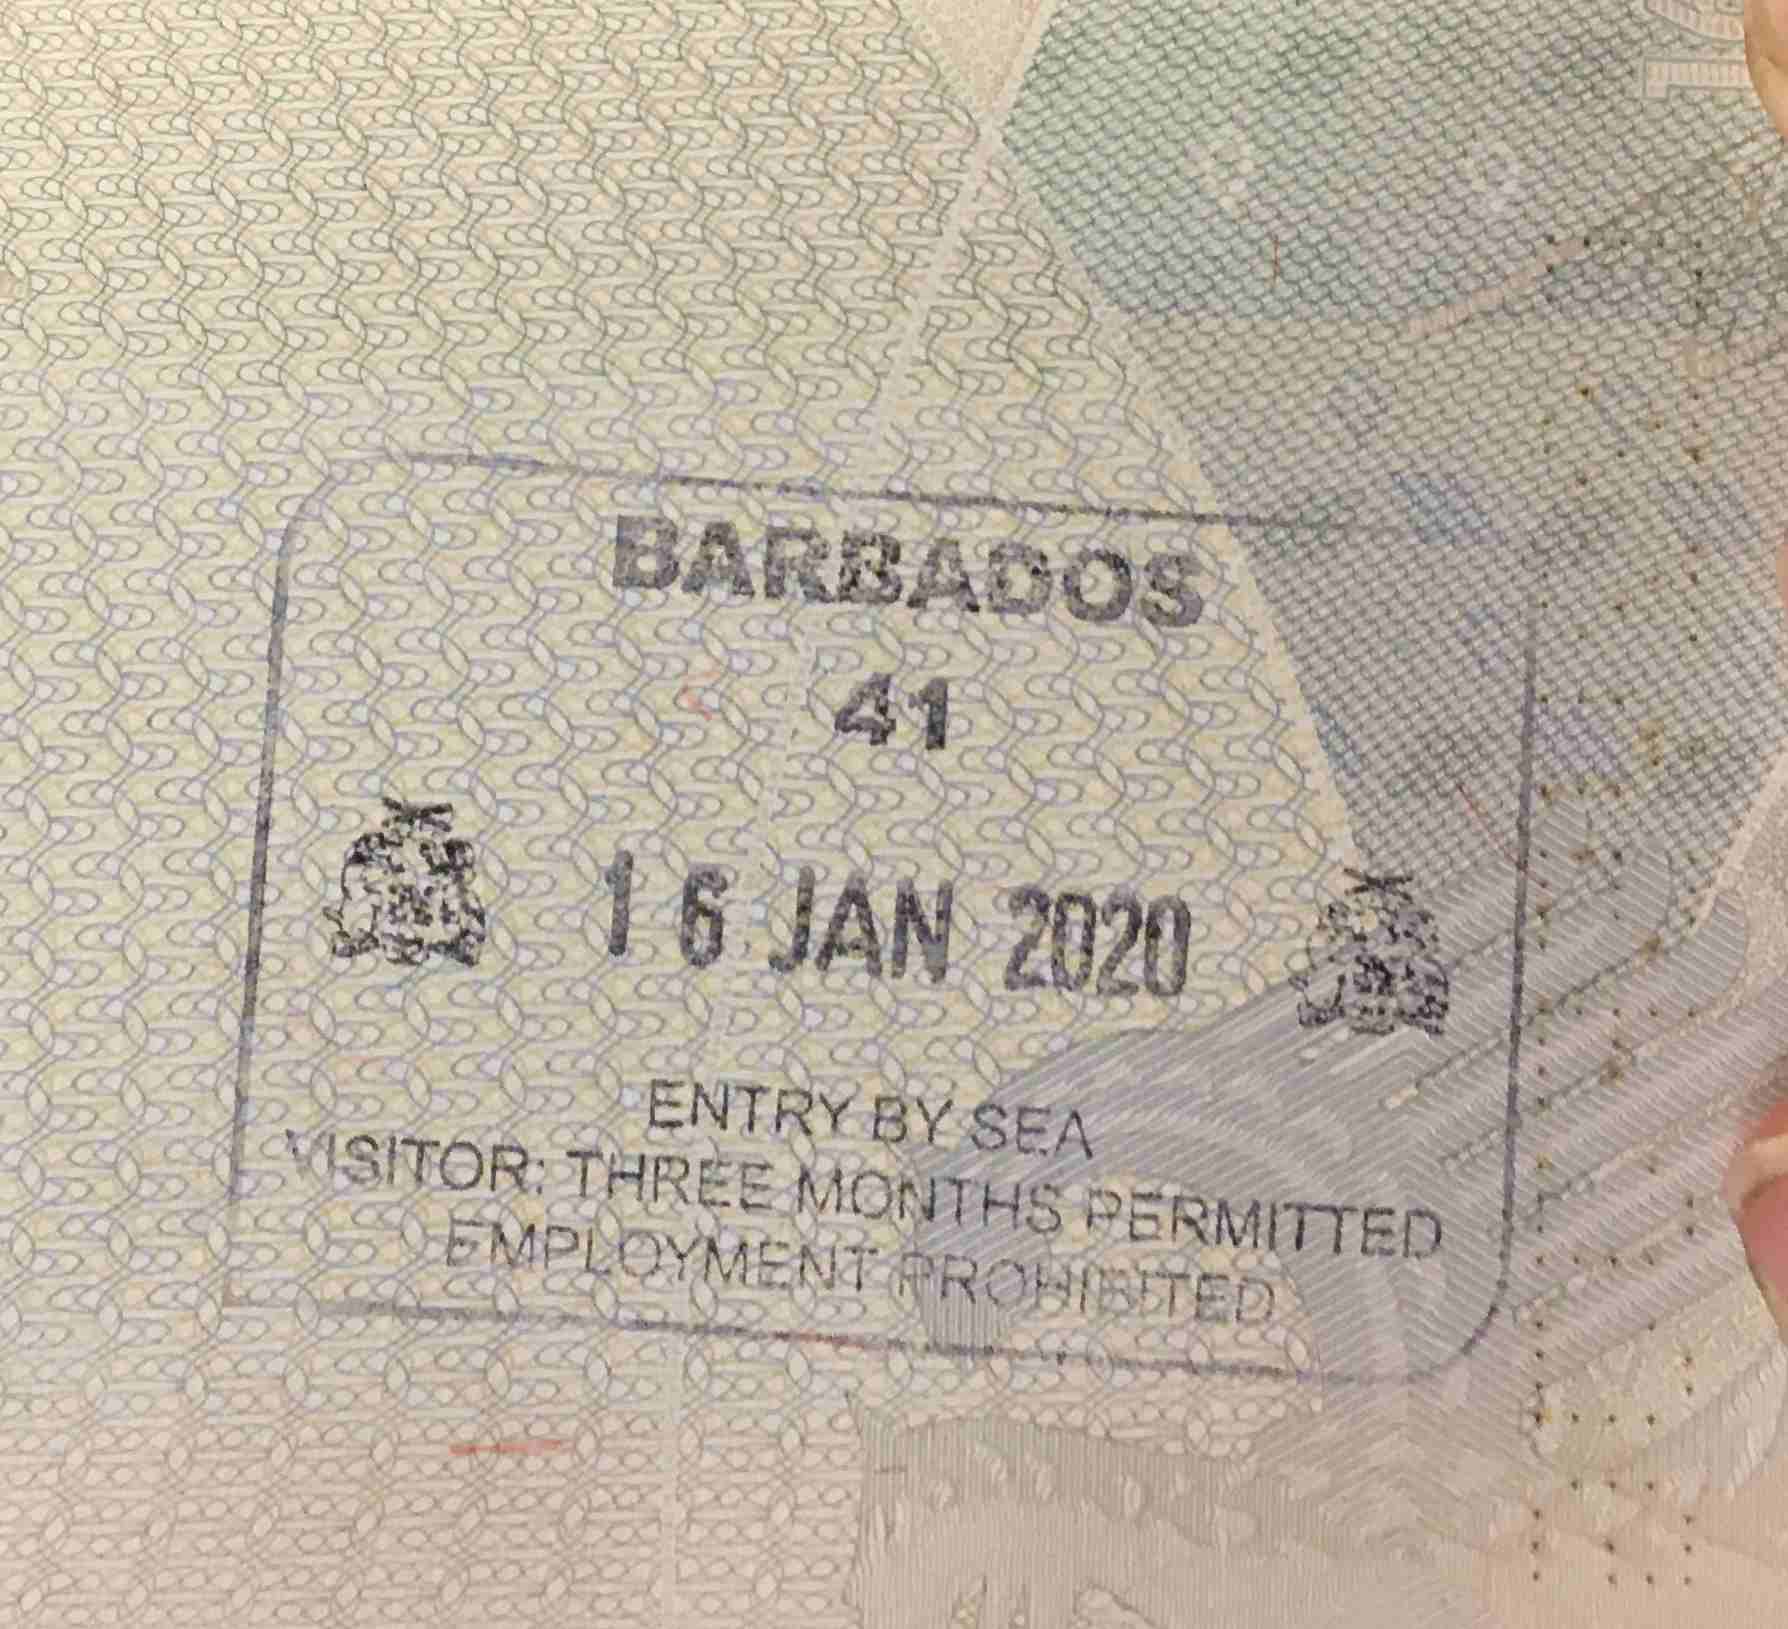 BARBADOS
41
16 JAN 2020
ENTRY BY SEA
VISITOR: THREE MONTHS PERMITTED
EMPLOYMENT PROHIBITED